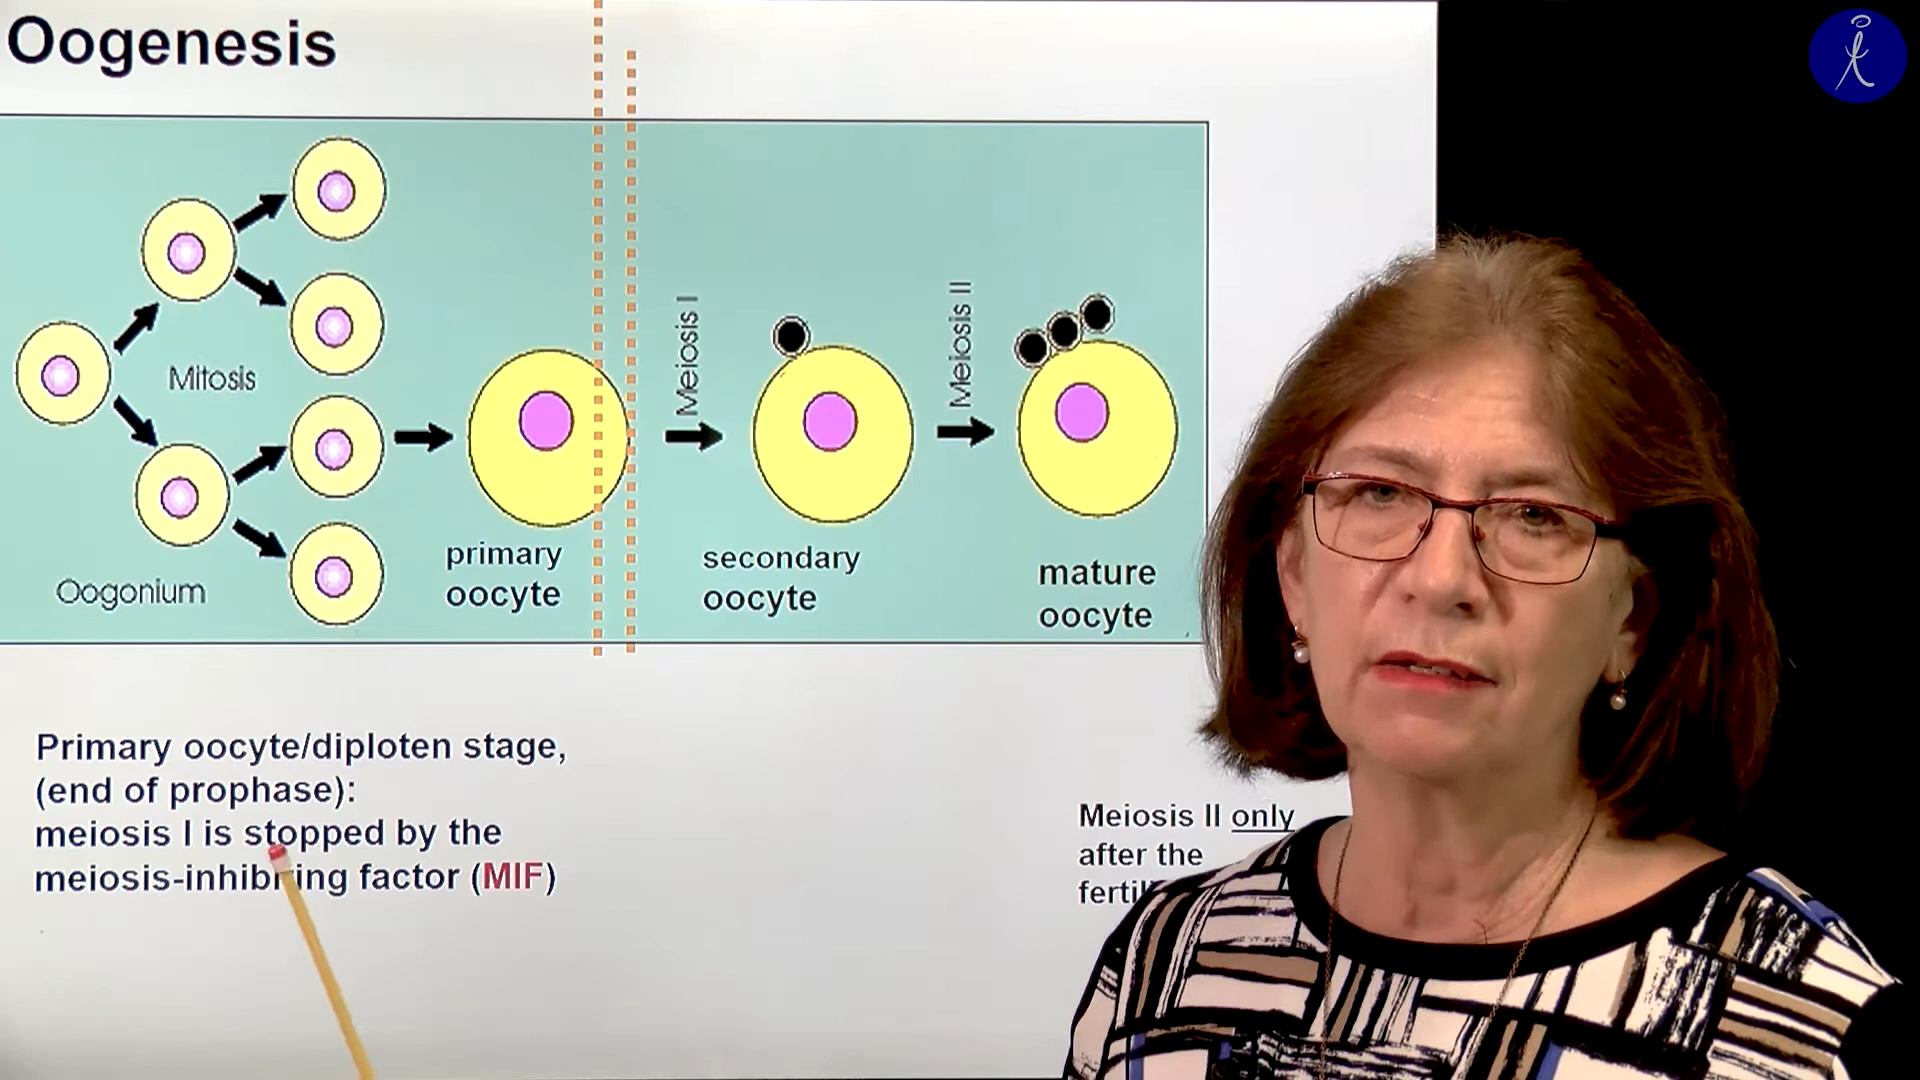 Oogenesis
Mitosis
Oogonium
primary
oocyte
Meiosis I
secondary
oocyte
Meiosis II
mature
oocyte
Primary oocyte/diploten stage,
(end of prophase):
meiosis I is stopped by the
factor (MIF)
Meiosis II only
after the